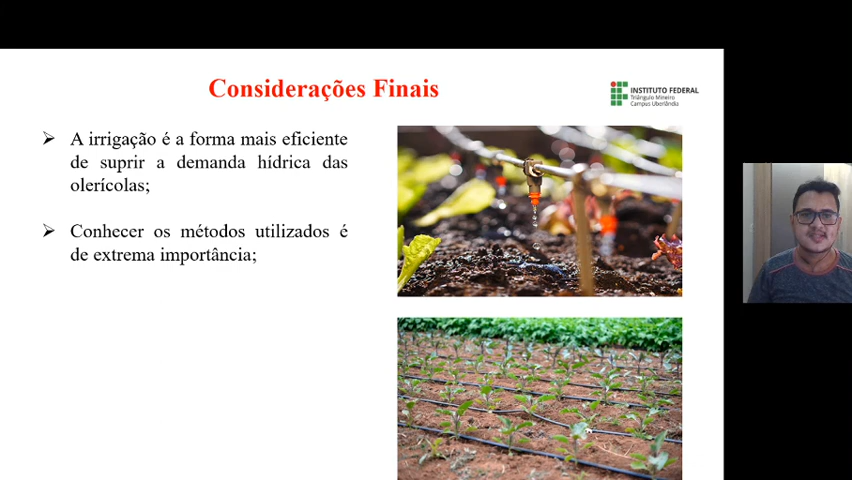 Considerações Finais
INSTITUTO FEDERAL
Triângulo Mineiro
Campus Uberlândia
➢ A irrigação é a forma mais eficiente
de suprir a demanda hídrica das
olerícolas;
➢ Conhecer os métodos utilizados é
de extrema importância;